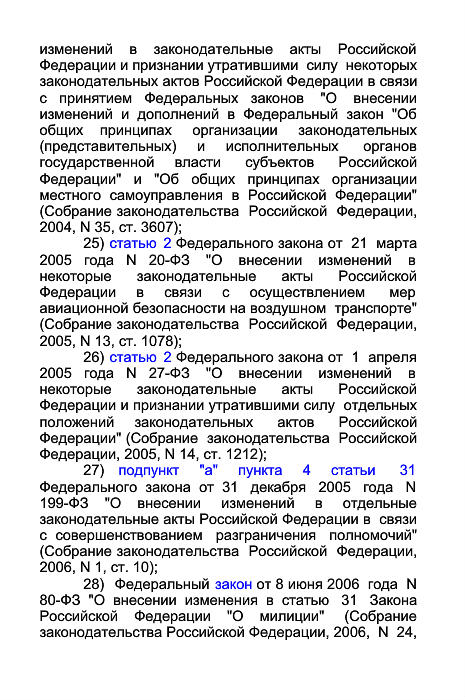 изменений в законодательные акты Российской
Федерации и признании утратившими силу некоторых
законодательных актов Российской Федерации в связи
с принятием Федеральных законов "О внесении
изменений и дополнений в Федеральный закон "Об
общих принципах организации законодательных
(представительных) и исполнительных органов
государственной власти субъектов Российской
Федерации" и "Об общих принципах организации
местного самоуправления в Российской Федерации"
(Собрание законодательства Российской Федерации,
2004, N 35, ст. 3607);
25) статью 2 Федерального закона от 21 марта
2005 года N 20-ФЗ "О внесении изменений в
некоторые законодательные акты Российской
Федерации в связи с осуществлением мер
авиационной безопасности на воздушном транспорте"
(Собрание законодательства Российской Федерации,
2005, N 13, ст. 1078);
26) статью 2 Федерального закона от 1 апреля
2005 года N 27-ФЗ "О внесении изменений в
некоторые законодательные акты Российской
Федерации и признании утратившими силу отдельных
положений законодательных актов Российской
Федерации" (Собрание законодательства Российской
Федерации, 2005, N 14, ст. 1212);
27) подпункт "а" пункта 4 статьи 31
Федерального закона от 31 декабря 2005 года N
199-ФЗ "О внесении изменений в отдельные
законодательные акты Российской Федерации в связи
с совершенствованием разграничения полномочий"
(Собрание законодательства Российской Федерации,
2006, N 1, ст. 10);
28) Федеральный закон от 8 июня 2006 года N
80-ФЗ "О внесении изменения в статью 31 Закона
Российской Федерации "О милиции" (Собрание
законодательства Российской Федерации, 2006, N 24,